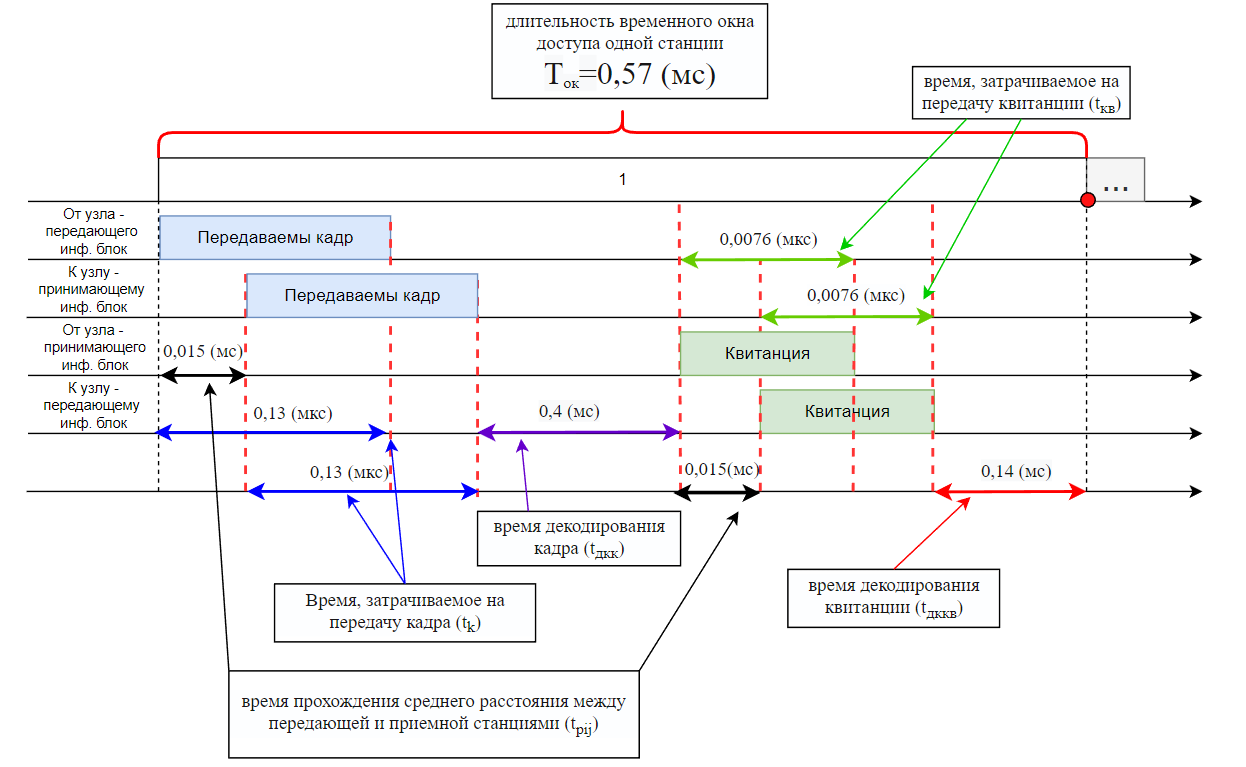 длительность временного окна
доступа одной станции
Tок=0,57 (мс)
время, затрачиваемое на
передачу квитанции (tкв)
1
...
От узла -
передающего
инф. блок
Передаваемы кадр
0,0076 (мкс)
К узлу -
принимающему
инф. блок
Передаваемы кадр
0,0076 (мкс)
От узла -
принимающего
инф. блок
0,015 (мс)
Квитанция
К узлу -
передающему
инф. блок
0,13 (мкс)
0,4 (мс)
Квитанция
0,13 (мкс)
0,015(мс)
0,14 (мс)
время декодирования
кадра (tдкк)
Время, затрачиваемое на
передачу кадра (tk)
время декодирования
квитанции (tдккв)
время прохождения среднего расстояния между
передающей и приемной станциями (tpij)